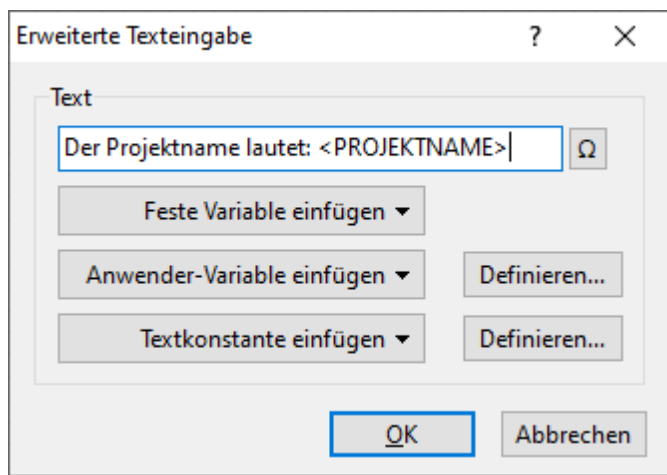 Erweiterte Texteingabe ?
Text
Der Projektname lautet: <PROJEKTNAME> Ω
Feste Variable einfügen
Anwender-Variable einfügen Definieren...
Textkonstante einfügen Definieren...
OK Abbrechen